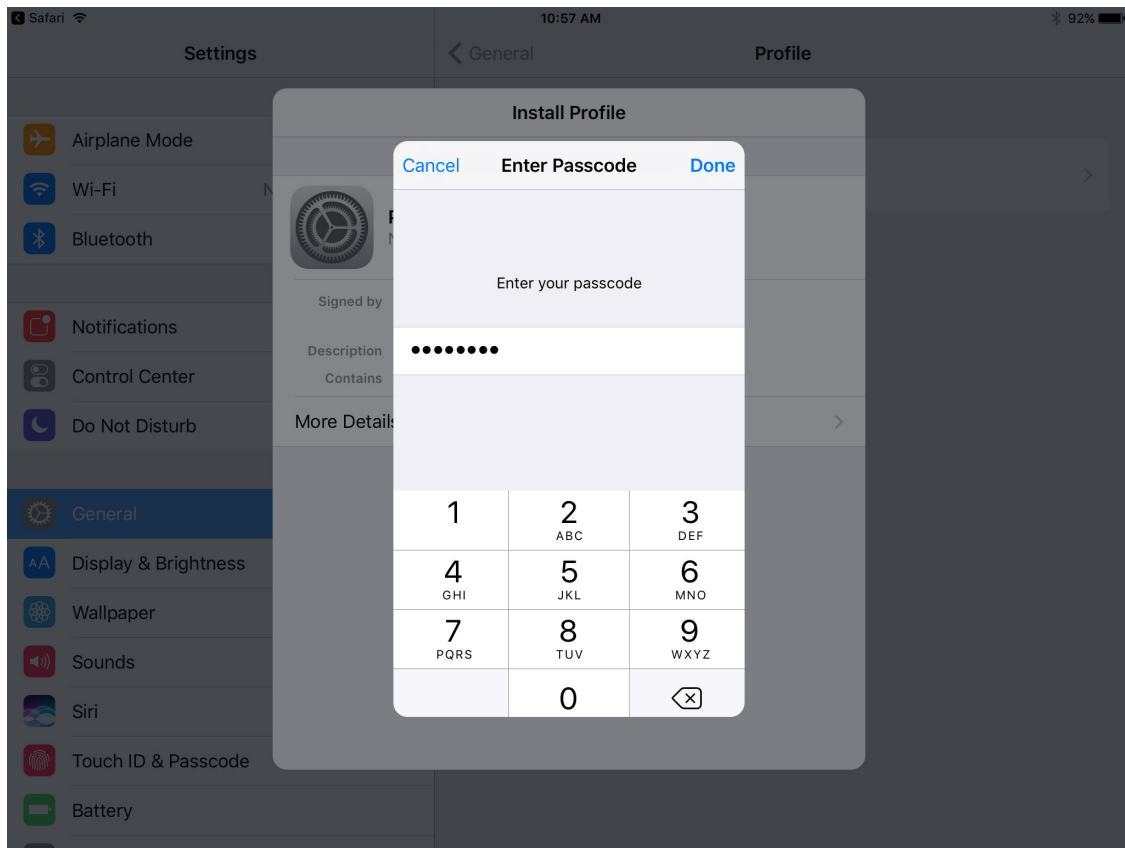 Safari 10:57 AM 92%
Settings
General Profile
Install Profile
Cancel Enter Passcode Done
Airplane Mode
Wi-Fi N
Bluetooth
Enter your passcode
Signed by
Notifications
Description ••••••••
Control Center
Contains
Do Not Disturb
More Details
General
1 2 3
ABC DEF
Display & Brightness
4 5 6
GHI JKL MNO
Wallpaper
7 8 9
PQRS TUV WXYZ
Sounds
0
Siri
Touch ID & Passcode
Battery